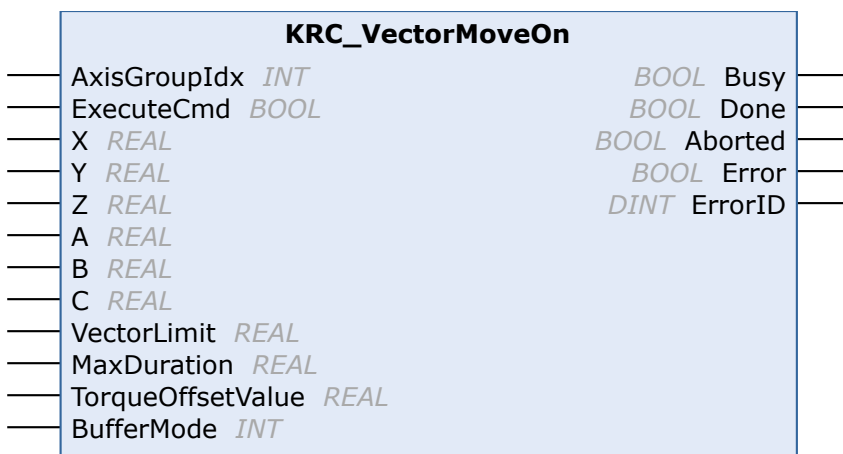 KRC_VectorMoveOn
AxisGroupIdx INT BOOL Busy
ExecuteCmd BOOL BOOL Done
X REAL BOOL Aborted
Y REAL BOOL Error
Z REAL DINT ErrorID
A REAL
B REAL
C REAL
VectorLimit REAL
MaxDuration REAL
TorqueOffsetValue REAL
BufferMode INT